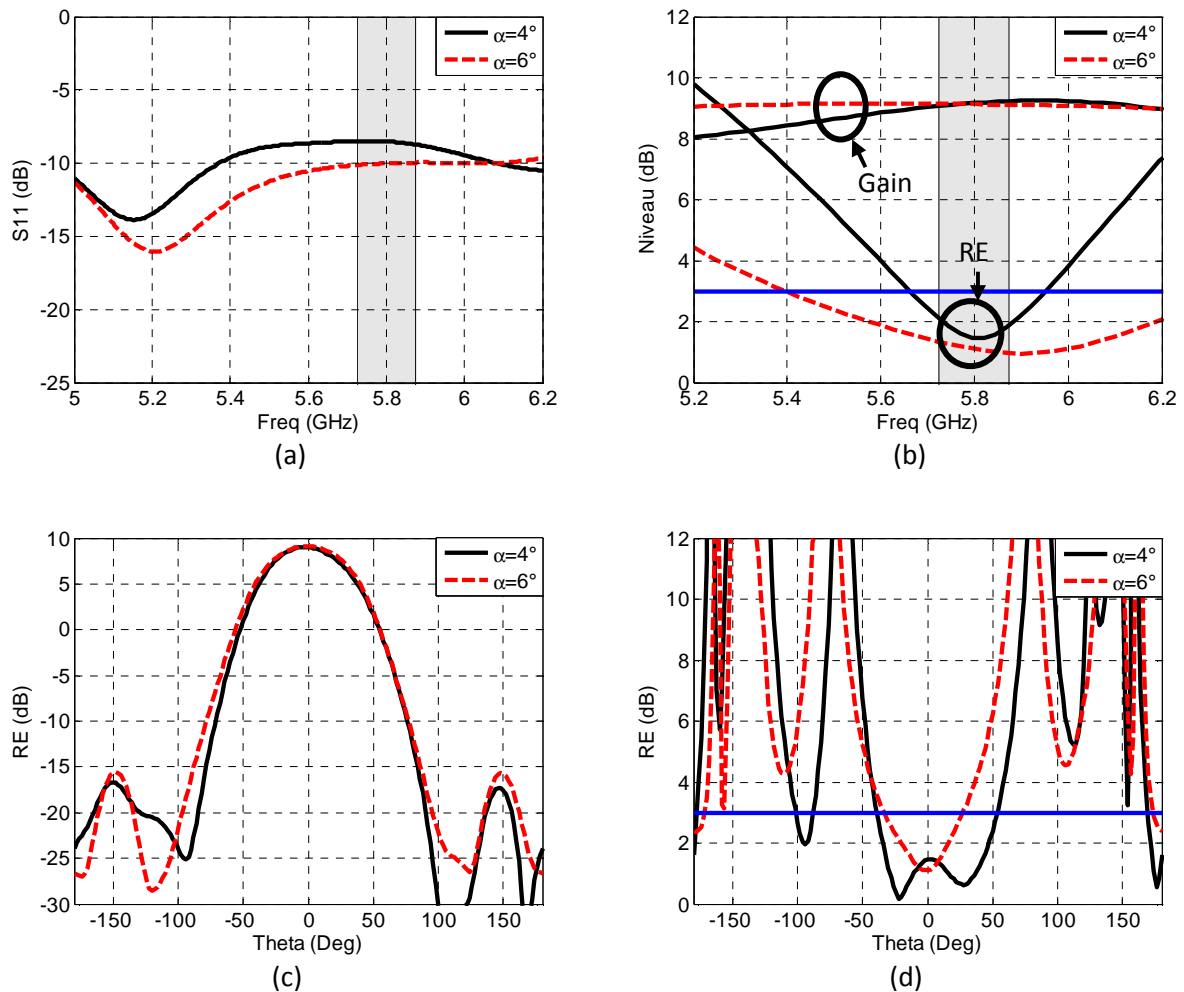 0
-5
-10
-15
-20
-25
S11 (dB)
5
5.2
5.4
5.6
5.8
6
6.2
Freq (GHz)
α=4°
α=6°
(a)
12
10
8
6
4
2
0
Niveau (dB)
5.2
5.4
5.6
5.8
6
6.2
Freq (GHz)
α=4°
α=6°
Gain
RE
(b)
10
5
0
-5
-10
-15
-20
-25
-30
RE (dB)
-150
-100
-50
0
50
100
150
Theta (Deg)
α=4°
α=6°
(c)
12
10
8
6
4
2
0
RE (dB)
-150
-100
-50
0
50
100
150
Theta (Deg)
α=4°
α=6°
(d)